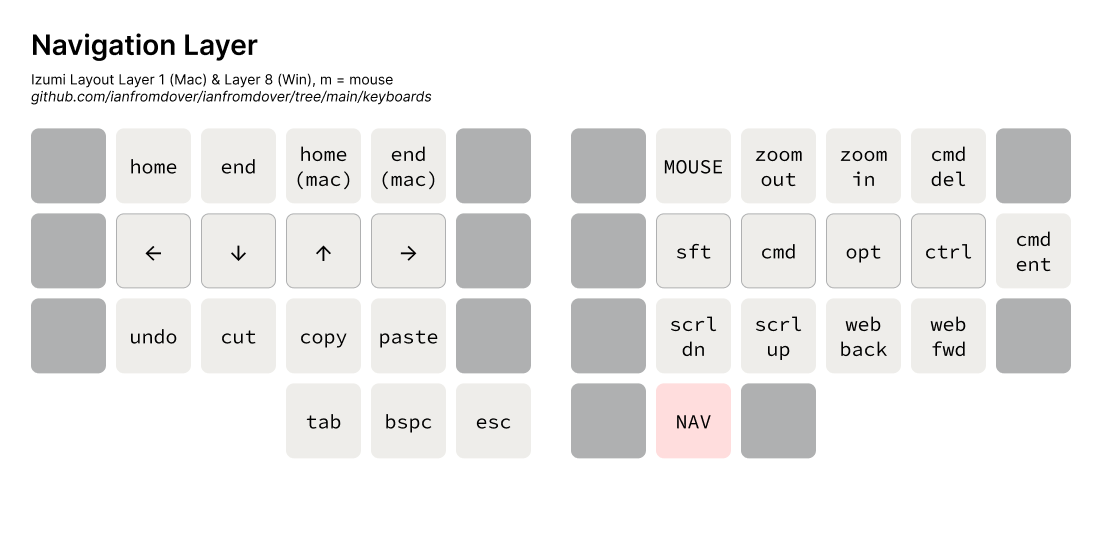 Navigation Layer
Izumi Layout Layer 1 (Mac) & Layer 8 (Win), m = mouse
github.com/ianfromdover/ianfromdover/tree/main/keyboards
home
end
home
(mac)
end
(mac)
MOUSE
zoom
out
zoom
in
cmd
del
←
↓
↑
→
sft
cmd
opt
ctrl
cmd
ent
undo
cut
copy
paste
scrl
dn
scrl
up
web
back
web
fwd
tab
bspc
esc
NAV